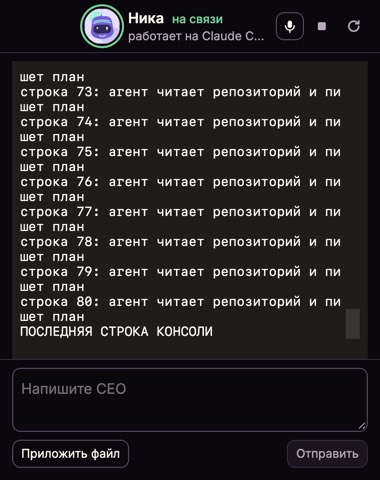 Ника на связи
работает на Claude C...
шет план
строка 73: агент читает репозиторий и пи
шет план
строка 74: агент читает репозиторий и пи
шет план
строка 75: агент читает репозиторий и пи
шет план
строка 76: агент читает репозиторий и пи
шет план
строка 77: агент читает репозиторий и пи
шет план
строка 78: агент читает репозиторий и пи
шет план
строка 79: агент читает репозиторий и пи
шет план
строка 80: агент читает репозиторий и пи
шет план
ПОСЛЕДНЯЯ СТРОКА КОНСОЛИ
Напишите CEO
Приложить файл Отправить